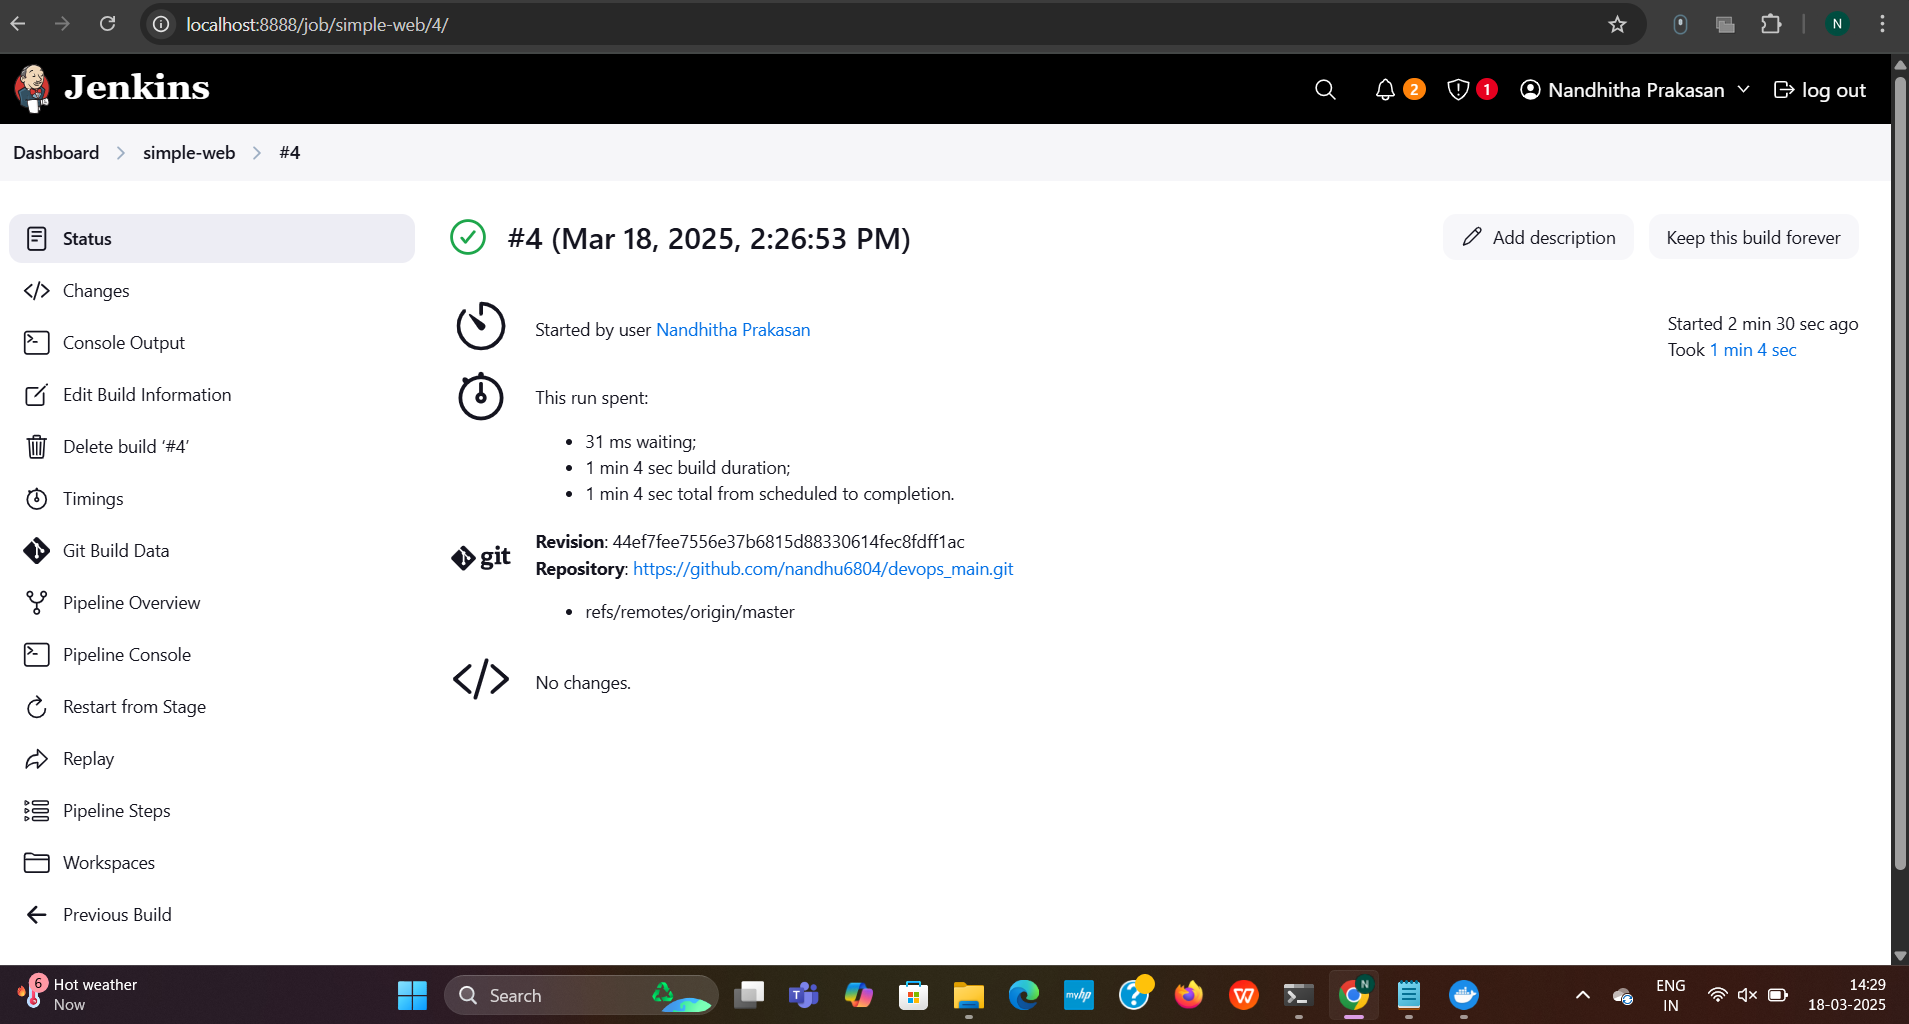 localhost:8888/job/simple-web/4/
N
Jenkins
2
1
Nandhitha Prakasan
log out
Dashboard
simple-web
#4
Status
Changes
Console Output
Edit Build Information
Delete build ‘#4’
Timings
Git Build Data
Pipeline Overview
Pipeline Console
Restart from Stage
Replay
Pipeline Steps
Workspaces
Previous Build
#4 (Mar 18, 2025, 2:26:53 PM)
Add description
Keep this build forever
Started by user Nandhitha Prakasan
Started 2 min 30 sec ago
Took 1 min 4 sec
This run spent:
31 ms waiting;
1 min 4 sec build duration;
1 min 4 sec total from scheduled to completion.
git
Revision: 44ef7fee7556e37b6815d88330614fec8fdff1ac
Repository: https://github.com/nandhu6804/devops_main.git
refs/remotes/origin/master
No changes.
6
Hot weather
Now
Search
myhp
N
ENG
IN
14:29
18-03-2025